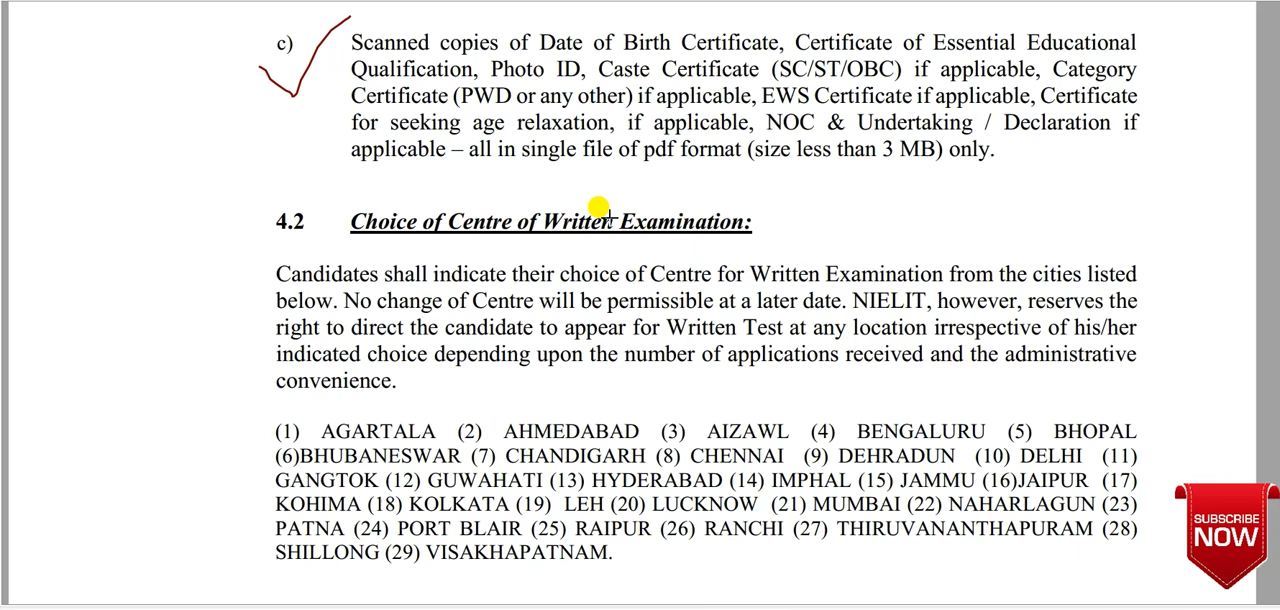 c) Scanned copies of Date of Birth Certificate, Certificate of Essential Educational
Qualification, Photo ID, Caste Certificate (SC/ST/OBC) if applicable, Category
Certificate (PWD or any other) if applicable, EWS Certificate if applicable, Certificate
for seeking age relaxation, if applicable, NOC & Undertaking / Declaration if
applicable – all in single file of pdf format (size less than 3 MB) only.
4.2 Choice of Centre of Written Examination:
Candidates shall indicate their choice of Centre for Written Examination from the cities listed
below. No change of Centre will be permissible at a later date. NIELIT, however, reserves the
right to direct the candidate to appear for Written Test at any location irrespective of his/her
indicated choice depending upon the number of applications received and the administrative
convenience.
(1) AGARTALA (2) AHMEDABAD (3) AIZAWL (4) BENGALURU (5) BHOPAL
(6)BHUBANESWAR (7) CHANDIGARH (8) CHENNAI (9) DEHRADUN (10) DELHI (11)
GANGTOK (12) GUWAHATI (13) HYDERABAD (14) IMPHAL (15) JAMMU (16)JAIPUR (17)
KOHIMA (18) KOLKATA (19) LEH (20) LUCKNOW (21) MUMBAI (22) NAHARLAGUN (23)
PATNA (24) PORT BLAIR (25) RAIPUR (26) RANCHI (27) THIRUVANANTHAPURAM (28)
SHILLONG (29) VISAKHAPATNAM.
SUBSCRIBE
NOW